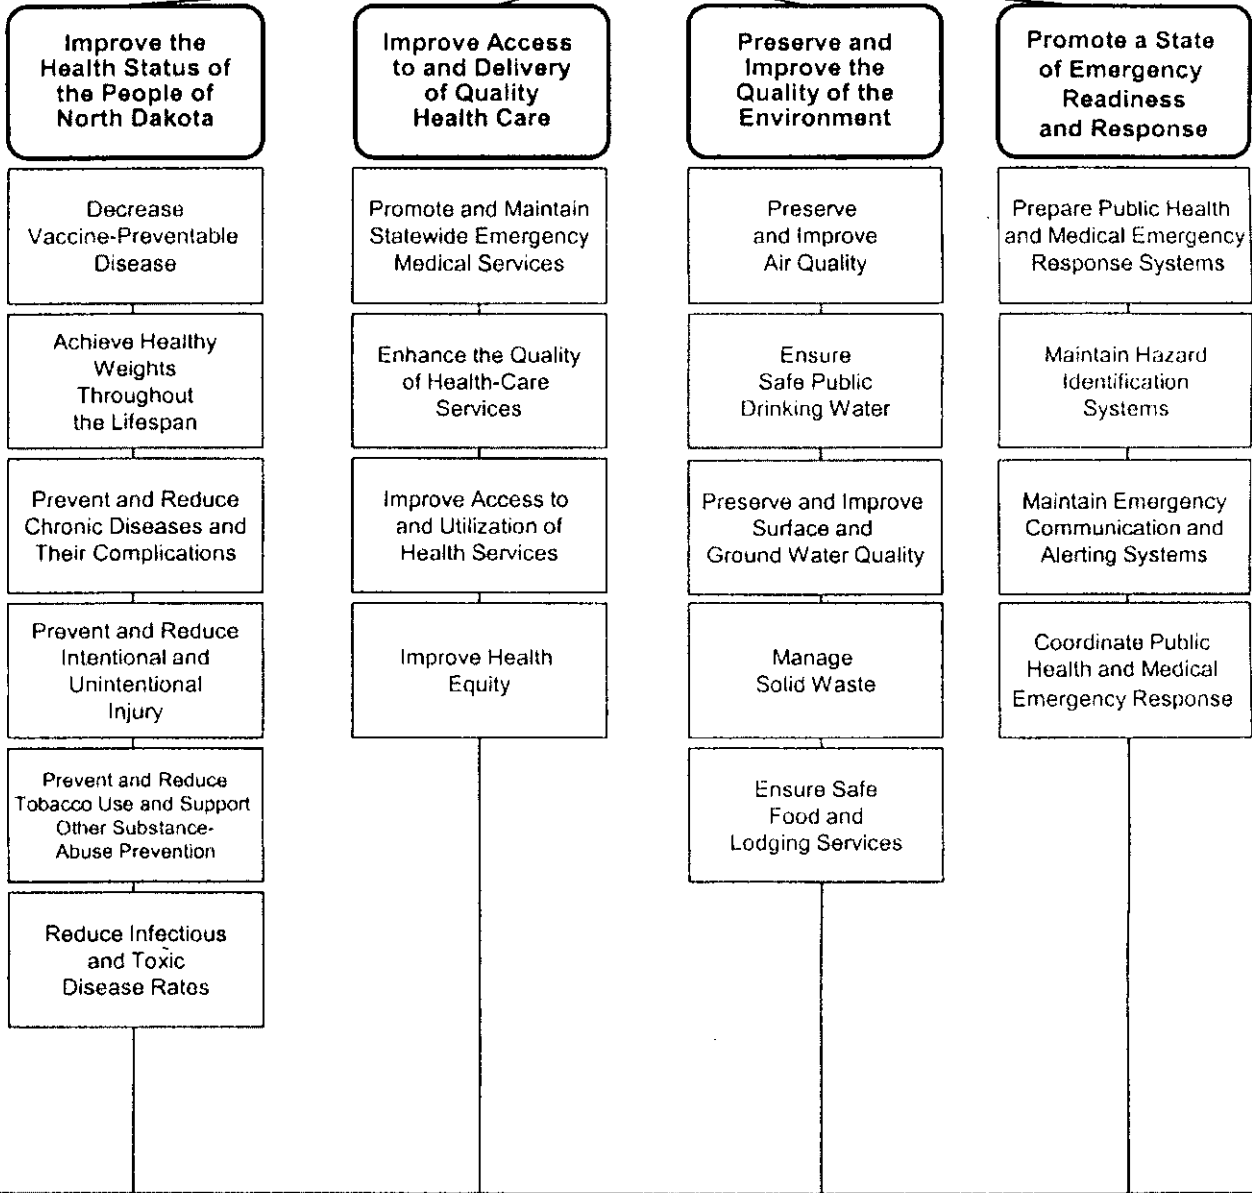 Improve the
Health Status of
the People of
North Dakota
Decrease
Vaccine-Preventable
Disease
Achieve Healthy
Weights
Throughout
the Lifespan
Prevent and Reduce
Chronic Diseases and
Their Complications
Prevent and Reduce
Intentional and
Unintentional
Injury
Prevent and Reduce
Tobacco Use and Support
Other Substance-
Abuse Prevention
Reduce Infectious
and Toxic
Disease Rates
Improve Access
to and Delivery
of Quality
Health Care
Promote and Maintain
Statewide Emergency
Medical Services
Enhance the Quality
of Health-Care
Services
Improve Access to
and Utilization of
Health Services
Improve Health
Equity
Preserve and
Improve the
Quality of the
Environment
Preserve
and Improve
Air Quality
Ensure
Safe Public
Drinking Water
Preserve and Improve
Surface and
Ground Water Quality
Manage
Solid Waste
Ensure Safe
Food and
Lodging Services
Promote a State
of Emergency
Readiness
and Response
Prepare Public Health
and Medical Emergency
Response Systems
Maintain Hazard
Identification
Systems
Maintain Emergency
Communication and
Alerting Systems
Coordinate Public
Health and Medical
Emergency Response